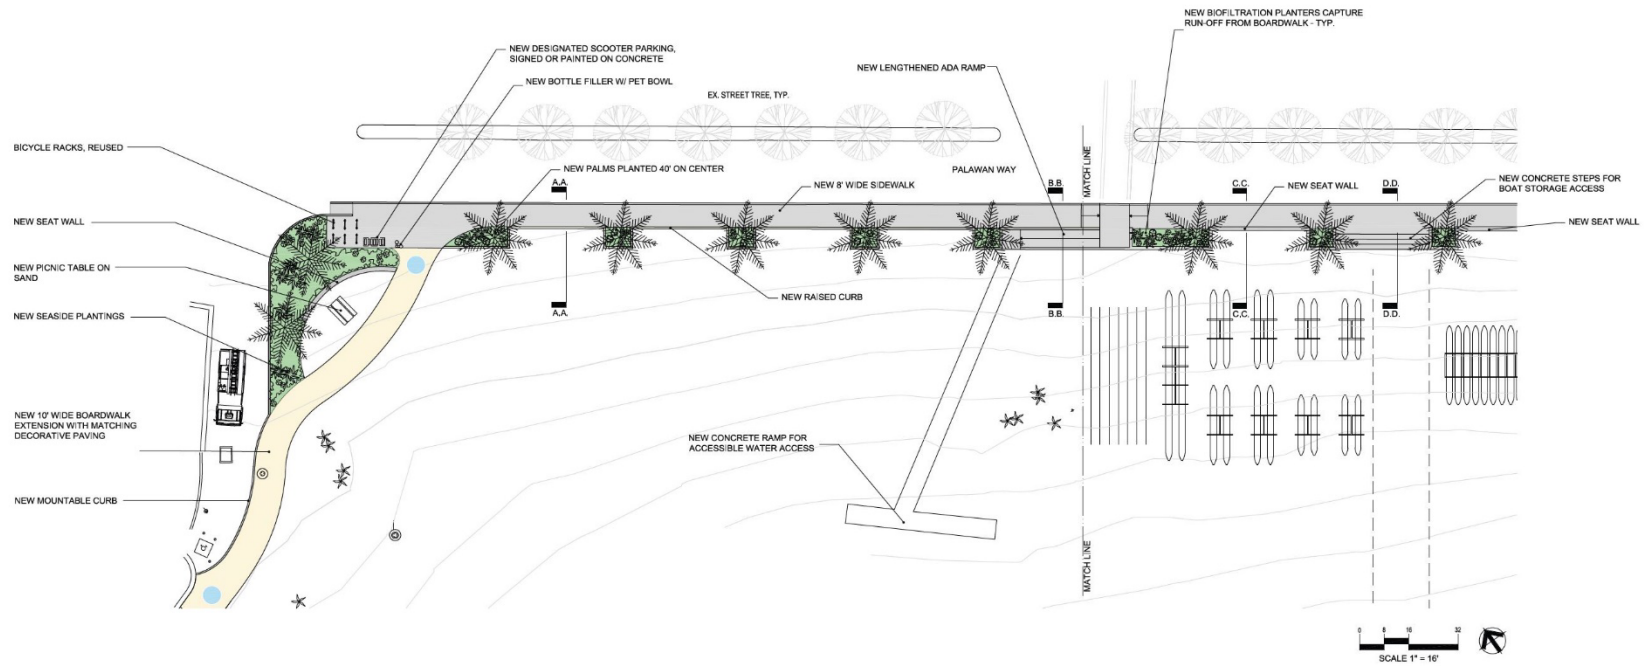 NEW BIOFILTRATION PLANTERS CAPTURE
RUN-OFF FROM BOARDWALK - TYP.
NEW DESIGNATED SCOOTER PARKING,
SIGNED OR PAINTED ON CONCRETE
NEW LENGTHENED ADA RAMP
NEW BOTTLE FILLER W/ PET BOWL
EX. STREET TREE, TYP.
BICYCLE RACKS, REUSED
MATCH LINE
NEW PALMS PLANTED 40' ON CENTER
PALAWAN WAY
A.A.
B.B.
C.C.
D.D.
NEW 8' WIDE SIDEWALK
NEW SEAT WALL
NEW CONCRETE STEPS FOR
BOAT STORAGE ACCESS
NEW SEAT WALL
NEW SEAT WALL
NEW PICNIC TABLE ON
SAND
NEW RAISED CURB
A.A.
B.B.
C.C.
D.D.
NEW SEASIDE PLANTINGS
NEW 10' WIDE BOARDWALK
EXTENSION WITH MATCHING
DECORATIVE PAVING
NEW CONCRETE RAMP FOR
ACCESSIBLE WATER ACCESS
NEW MOUNTABLE CURB
MATCH LINE
0 8 16 32
SCALE 1" = 16'